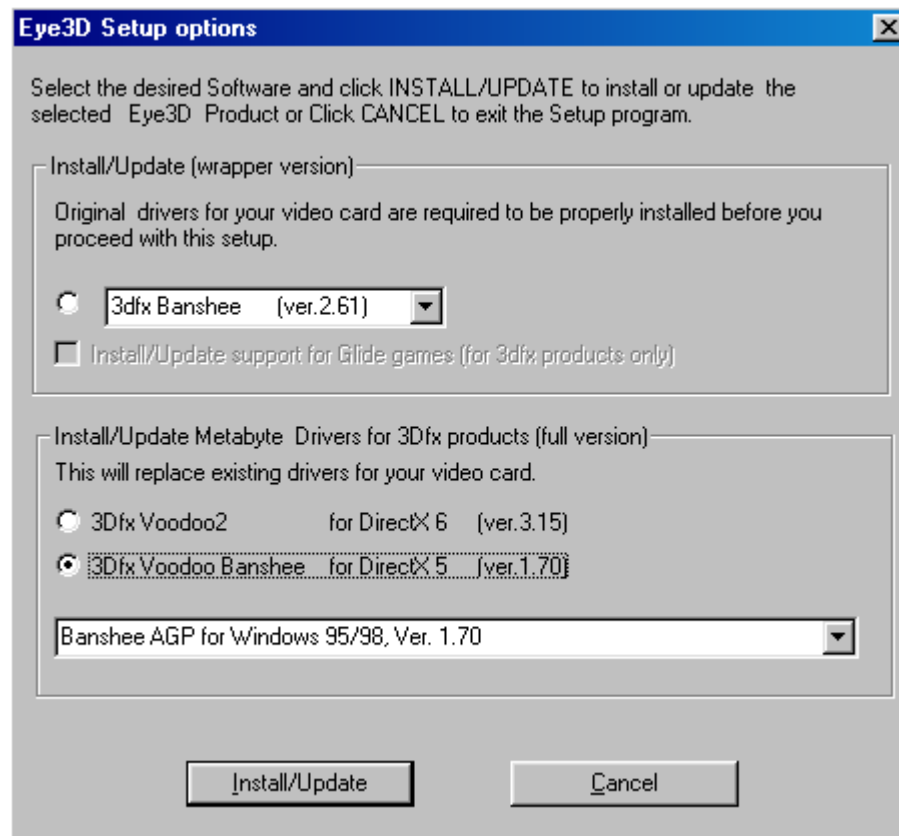 Eye3D Setup options
Select the desired Software and click INSTALL/UPDATE to install or update the
selected Eye3D Product or Click CANCEL to exit the Setup program.
Install/Update (wrapper version)
Original drivers for your video card are required to be properly installed before you
proceed with this setup.
3dfx Banshee (ver.2.61)
Install/Update support for Glide games (for 3dfx products only)
Install/Update Metabyte Drivers for 3Dfx products (full version)
This will replace existing drivers for your video card.
3Dfx Voodoo2 for DirectX 6 (ver.3.15)
3Dfx Voodoo Banshee for DirectX 5 (ver.1.70)
Banshee AGP for Windows 95/98, Ver. 1.70
Install/Update
Cancel